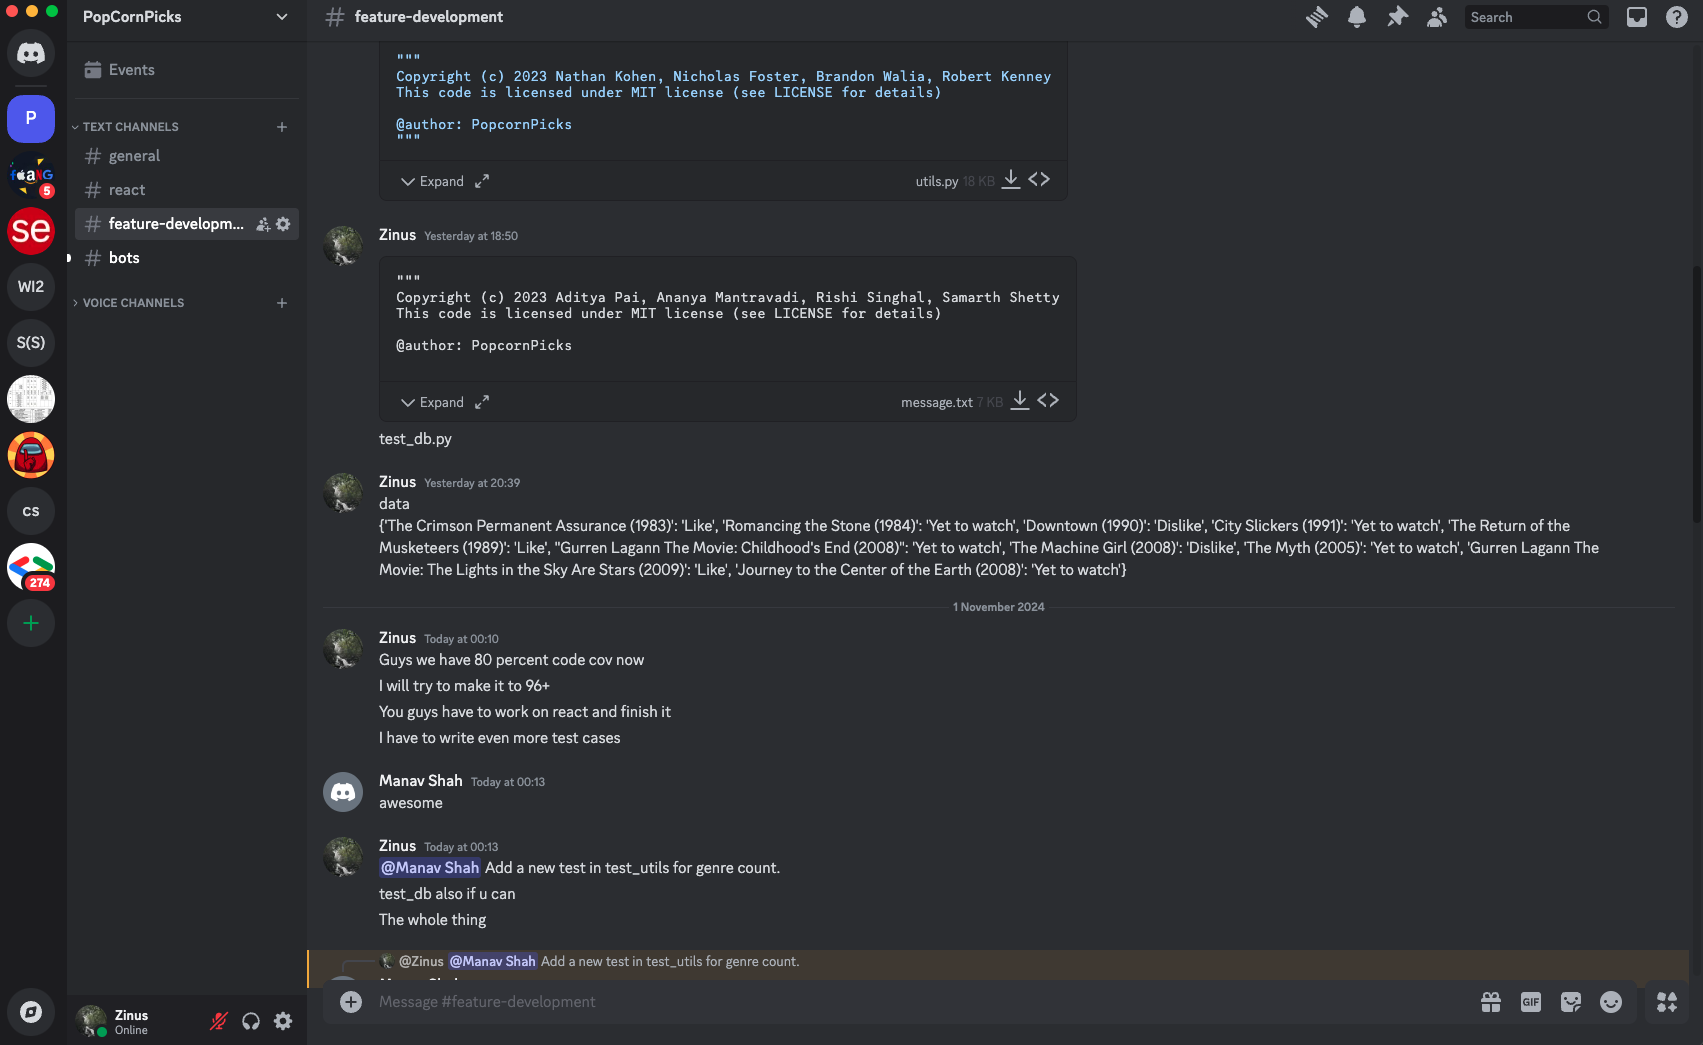 PopCornPicks
feature-development
Search
Events
TEXT CHANNELS
general
react
feature-developm...
bots
VOICE CHANNELS
P
faaNG
5
se
WI2
S(S)
CS
274
"""
Copyright (c) 2023 Nathan Kohen, Nicholas Foster, Brandon Walia, Robert Kenney
This code is licensed under MIT license (see LICENSE for details)
@author: PopcornPicks
"""
Expand
utils.py 18 KB
Zinus Yesterday at 18:50
"""
Copyright (c) 2023 Aditya Pai, Ananya Mantravadi, Rishi Singhal, Samarth Shetty
This code is licensed under MIT license (see LICENSE for details)
@author: PopcornPicks
Expand
message.txt 7 KB
test_db.py
Zinus Yesterday at 20:39
data
{'The Crimson Permanent Assurance (1983)': 'Like', 'Romancing the Stone (1984)': 'Yet to watch', 'Downtown (1990)': 'Dislike', 'City Slickers (1991)': 'Yet to watch', 'The Return of the
Musketeers (1989)': 'Like', "Gurren Lagann The Movie: Childhood's End (2008)": 'Yet to watch', 'The Machine Girl (2008)': 'Dislike', 'The Myth (2005)': 'Yet to watch', 'Gurren Lagann The
Movie: The Lights in the Sky Are Stars (2009)': 'Like', 'Journey to the Center of the Earth (2008)': 'Yet to watch'}
1 November 2024
Zinus Today at 00:10
Guys we have 80 percent code cov now
I will try to make it to 96+
You guys have to work on react and finish it
I have to write even more test cases
Manav Shah Today at 00:13
awesome
Zinus Today at 00:13
@Manav Shah Add a new test in test_utils for genre count.
test_db also if u can
The whole thing
@Zinus @Manav Shah Add a new test in test_utils for genre count.
Message #feature-development
GIF
Zinus
Online